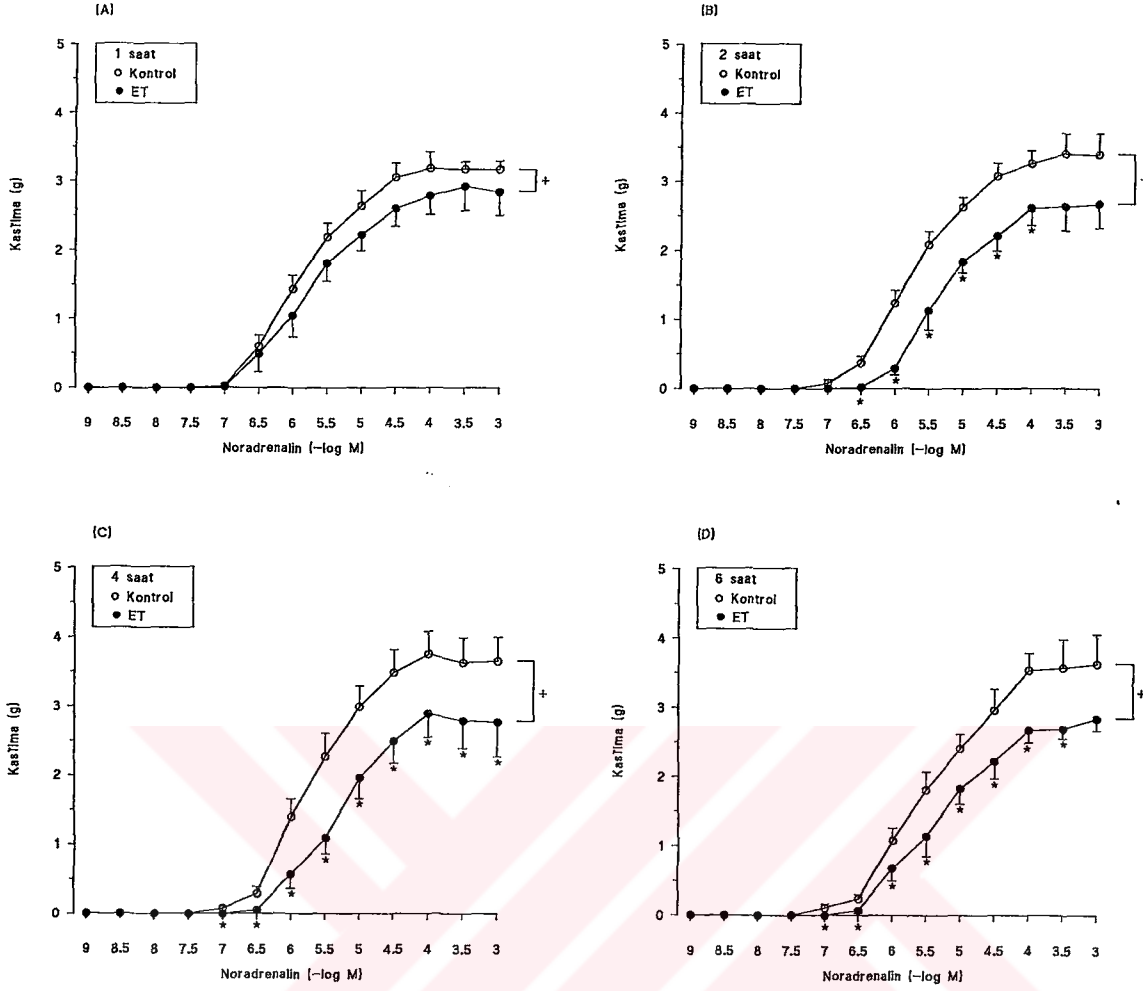 (A)
5
4
3
2
1
0
1 saat
Kontrol
ET
+
Kasılma (g)
9 8.5 8 7.5 7 6.5 6 5.5 5 4.5 4 3.5 3
Noradrenalin (-log M)
(B)
5
4
3
2
1
0
2 saat
Kontrol
ET
* * * * * *
Kasılma (g)
9 8.5 8 7.5 7 6.5 6 5.5 5 4.5 4 3.5 3
Noradrenalin (-log M)
(C)
5
4
3
2
1
0
4 saat
Kontrol
ET
+
* * * * * * * * *
Kasılma (g)
9 8.5 8 7.5 7 6.5 6 5.5 5 4.5 4 3.5 3
Noradrenalin (-log M)
(D)
5
4
3
2
1
0
6 saat
Kontrol
ET
+
* * * * * * * *
Kasılma (g)
9 8.5 8 7.5 7 6.5 6 5.5 5 4.5 4 3.5 3
Noradrenalin (-log M)